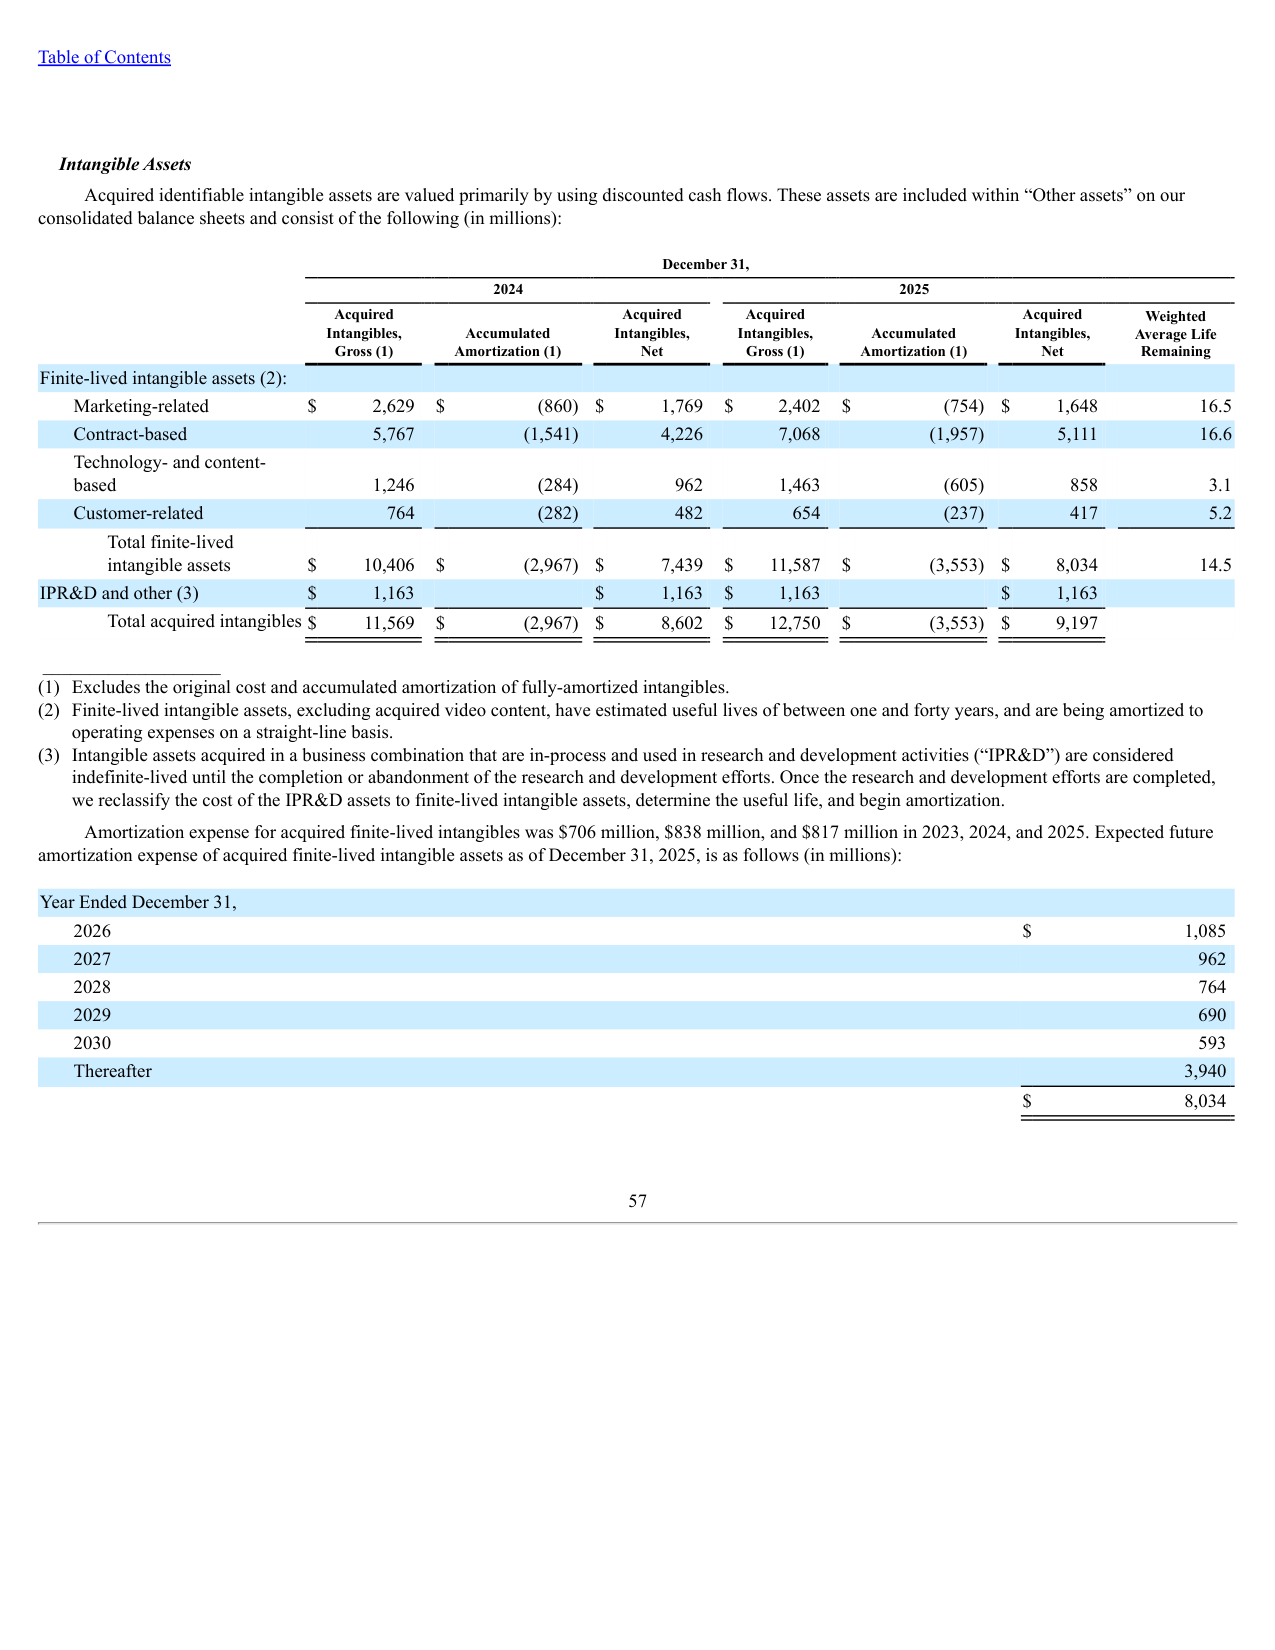 Table of Contents
Intangible Assets
Acquired identifiable intangible assets are valued primarily by using discounted cash flows. These assets are included within “Other assets” on our
consolidated balance sheets and consist of the following (in millions):
December 31,
2024 2025
Acquired Intangibles, Gross (1) Accumulated Amortization (1) Acquired Intangibles, Net Acquired Intangibles, Gross (1) Accumulated Amortization (1) Acquired Intangibles, Net Weighted Average Life Remaining
Finite-lived intangible assets (2):
Marketing-related $ 2,629 $ (860) $ 1,769 $ 2,402 $ (754) $ 1,648 16.5
Contract-based 5,767 (1,541) 4,226 7,068 (1,957) 5,111 16.6
Technology- and content-
based 1,246 (284) 962 1,463 (605) 858 3.1
Customer-related 764 (282) 482 654 (237) 417 5.2
Total finite-lived
intangible assets $ 10,406 $ (2,967) $ 7,439 $ 11,587 $ (3,553) $ 8,034 14.5
IPR&D and other (3) $ 1,163 $ 1,163 $ 1,163 $ 1,163
Total acquired intangibles $ 11,569 $ (2,967) $ 8,602 $ 12,750 $ (3,553) $ 9,197
(1) Excludes the original cost and accumulated amortization of fully-amortized intangibles.
(2) Finite-lived intangible assets, excluding acquired video content, have estimated useful lives of between one and forty years, and are being amortized to
operating expenses on a straight-line basis.
(3) Intangible assets acquired in a business combination that are in-process and used in research and development activities (“IPR&D”) are considered
indefinite-lived until the completion or abandonment of the research and development efforts. Once the research and development efforts are completed,
we reclassify the cost of the IPR&D assets to finite-lived intangible assets, determine the useful life, and begin amortization.
Amortization expense for acquired finite-lived intangibles was $706 million, $838 million, and $817 million in 2023, 2024, and 2025. Expected future
amortization expense of acquired finite-lived intangible assets as of December 31, 2025, is as follows (in millions):
Year Ended December 31,
2026 $ 1,085
2027 962
2028 764
2029 690
2030 593
Thereafter 3,940
$ 8,034
57